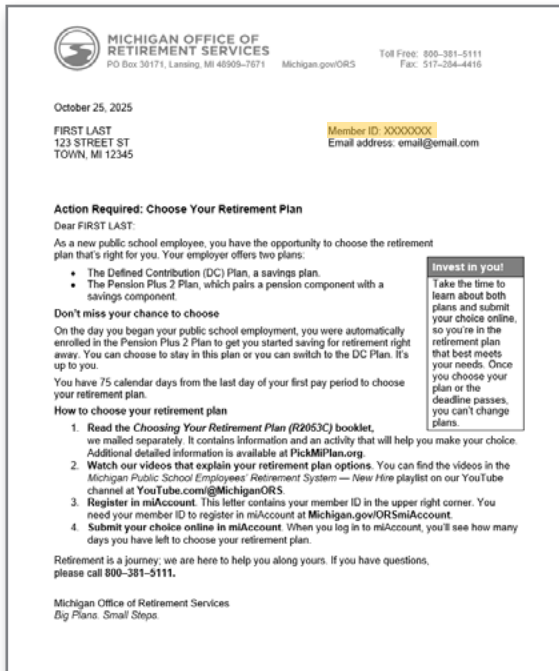 MICHIGAN OFFICE OF
RETIREMENT SERVICES
PO Box 30171, Lansing, MI 48909–7671    Michigan.gov/ORS
Toll Free: 800–381–5111
Fax: 517–284–4416
October 25, 2025
FIRST LAST
123 STREET ST
TOWN, MI 12345
Member ID: XXXXXXX
Email address: email@email.com
Action Required: Choose Your Retirement Plan
Dear FIRST LAST:
As a new public school employee, you have the opportunity to choose the retirement
plan that's right for you. Your employer offers two plans:
• The Defined Contribution (DC) Plan, a savings plan.
• The Pension Plus 2 Plan, which pairs a pension component with a
savings component.
Don't miss your chance to choose
On the day you began your public school employment, you were automatically
enrolled in the Pension Plus 2 Plan to get you started saving for retirement right
away. You can choose to stay in this plan or you can switch to the DC Plan. It's
up to you.
You have 75 calendar days from the last day of your first pay period to choose
your retirement plan.
Invest in you!
Take the time to
learn about both
plans and submit
your choice online,
so you're in the
retirement plan
that best meets
your needs. Once
you choose your
plan or the
deadline passes,
you can't change
plans.
How to choose your retirement plan
1. Read the Choosing Your Retirement Plan (R2053C) booklet,
we mailed separately. It contains information and an activity that will help you make your choice.
Additional detailed information is available at PickMiPlan.org.
2. Watch our videos that explain your retirement plan options. You can find the videos in the
Michigan Public School Employees' Retirement System — New Hire playlist on our YouTube
channel at YouTube.com/@MichiganORS.
3. Register in miAccount. This letter contains your member ID in the upper right corner. You
need your member ID to register in miAccount at Michigan.gov/ORSmiAccount.
4. Submit your choice online in miAccount. When you log in to miAccount, you'll see how many
days you have left to choose your retirement plan.
Retirement is a journey; we are here to help you along yours. If you have questions,
please call 800–381–5111.
Michigan Office of Retirement Services
Big Plans. Small Steps.